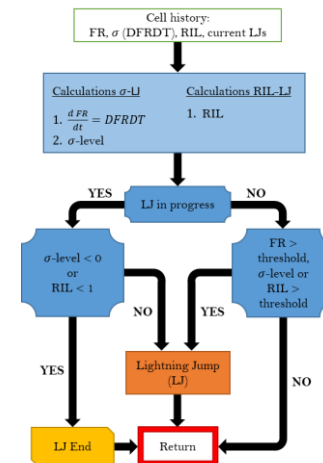 Cell history:
FR, σ (DFRDT), RIL, current LJs
Calculations σ-LJ
1. d FR/dt = DFRDT
2. σ-level
Calculations RIL-LJ
1. RIL
YES
NO
LJ in progress
σ-level < 0
or
RIL < 1
FR >
threshold,
σ-level or
RIL >
threshold
NO
YES
Lightning Jump
(LJ)
YES
NO
LJ End
Return